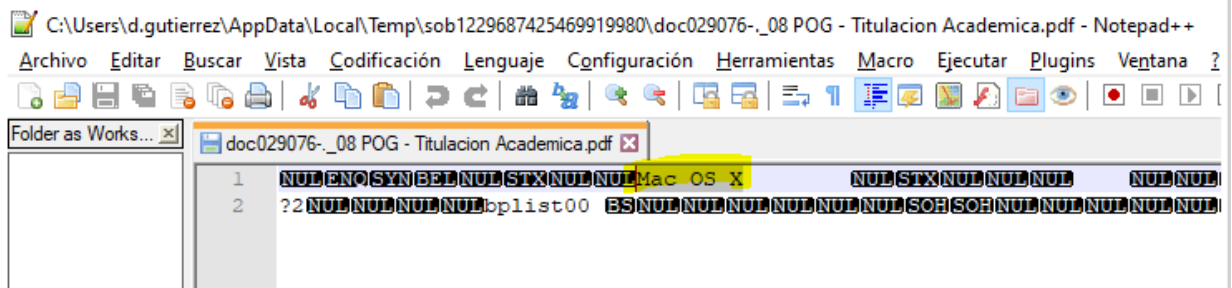 C:\Users\d.gutierrez\AppData\Local\Temp\sob1229687425469919980\doc029076-._08 POG - Titulacion Academica.pdf - Notepad++
Archivo Editar Buscar Vista Codificación Lenguaje Configuración Herramientas Macro Ejecutar Plugins Ventana ?
Folder as Works... doc029076-._08 POG - Titulacion Academica.pdf
1 NUL ENQ SYN BEL NUL STX NUL NUL Mac OS X NUL STX NUL NUL NUL NUL NUL
2 ?2 NUL NUL NUL NUL bplist00 BS NUL NUL NUL NUL NUL NUL SOH SOH NUL NUL NUL NUL NUL